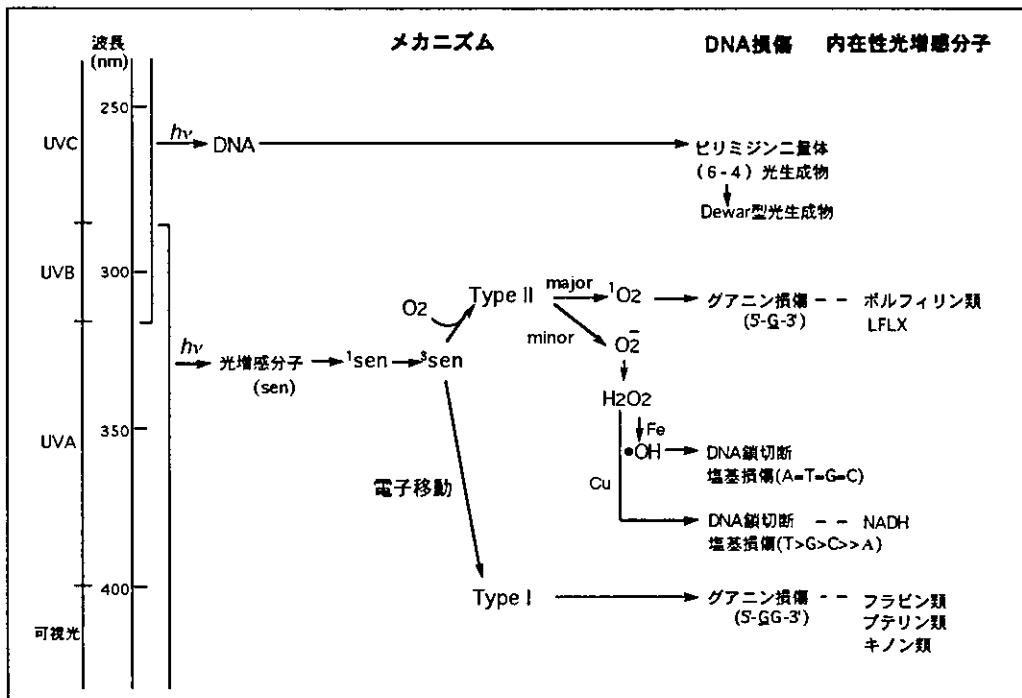 波長
(nm)
メカニズム
DNA損傷
内在性光増感分子
250
UVC
hν
DNA
ピリミジン二量体
(6-4) 光生成物
Dewar型光生成物
UVB
300
O2
Type II
major
¹O2
グアニン損傷
(5'-G-3')
ポルフィリン類
LFLX
minor
O2⁻
hν
光増感分子
(sen)
¹sen
³sen
H2O2
Fe
350
UVA
•OH
DNA鎖切断
塩基損傷(A=T=G=C)
電子移動
Cu
DNA鎖切断
塩基損傷(T>G>C>>A)
NADH
400
Type I
グアニン損傷
(5'-GG-3')
フラビン類
プテリン類
キノン類
可視光